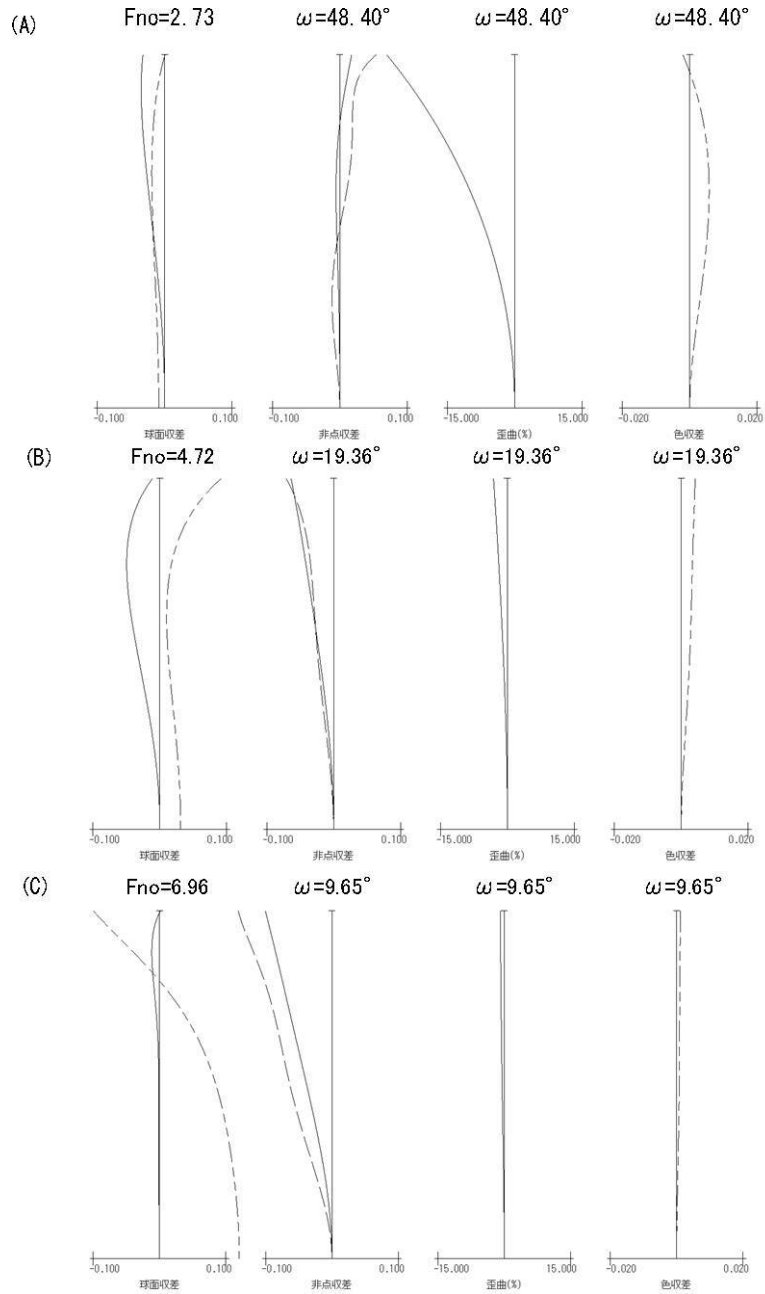 (A) Fno=2.73 ω=48.40° ω=48.40° ω=48.40°
-0.100 0.100 -0.100 0.100 -15.000 15.000 -0.020 0.020
球面収差 非点収差 歪曲(%) 色収差
(B) Fno=4.72 ω=19.36° ω=19.36° ω=19.36°
-0.100 0.100 -0.100 0.100 -15.000 15.000 -0.020 0.020
球面収差 非点収差 歪曲(%) 色収差
(C) Fno=6.96 ω=9.65° ω=9.65° ω=9.65°
-0.100 0.100 -0.100 0.100 -15.000 15.000 -0.020 0.020
球面収差 非点収差 歪曲(%) 色収差